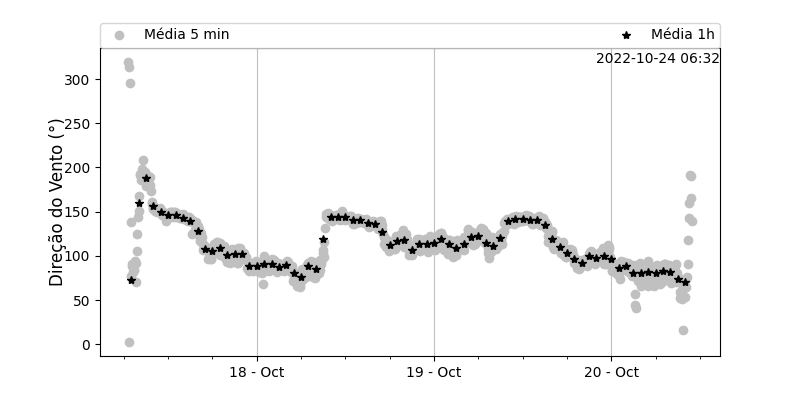 Média 5 min
Média 1h
2022-10-24 06:32
Direção do Vento (°)
300
250
200
150
100
50
0
18 - Oct
19 - Oct
20 - Oct